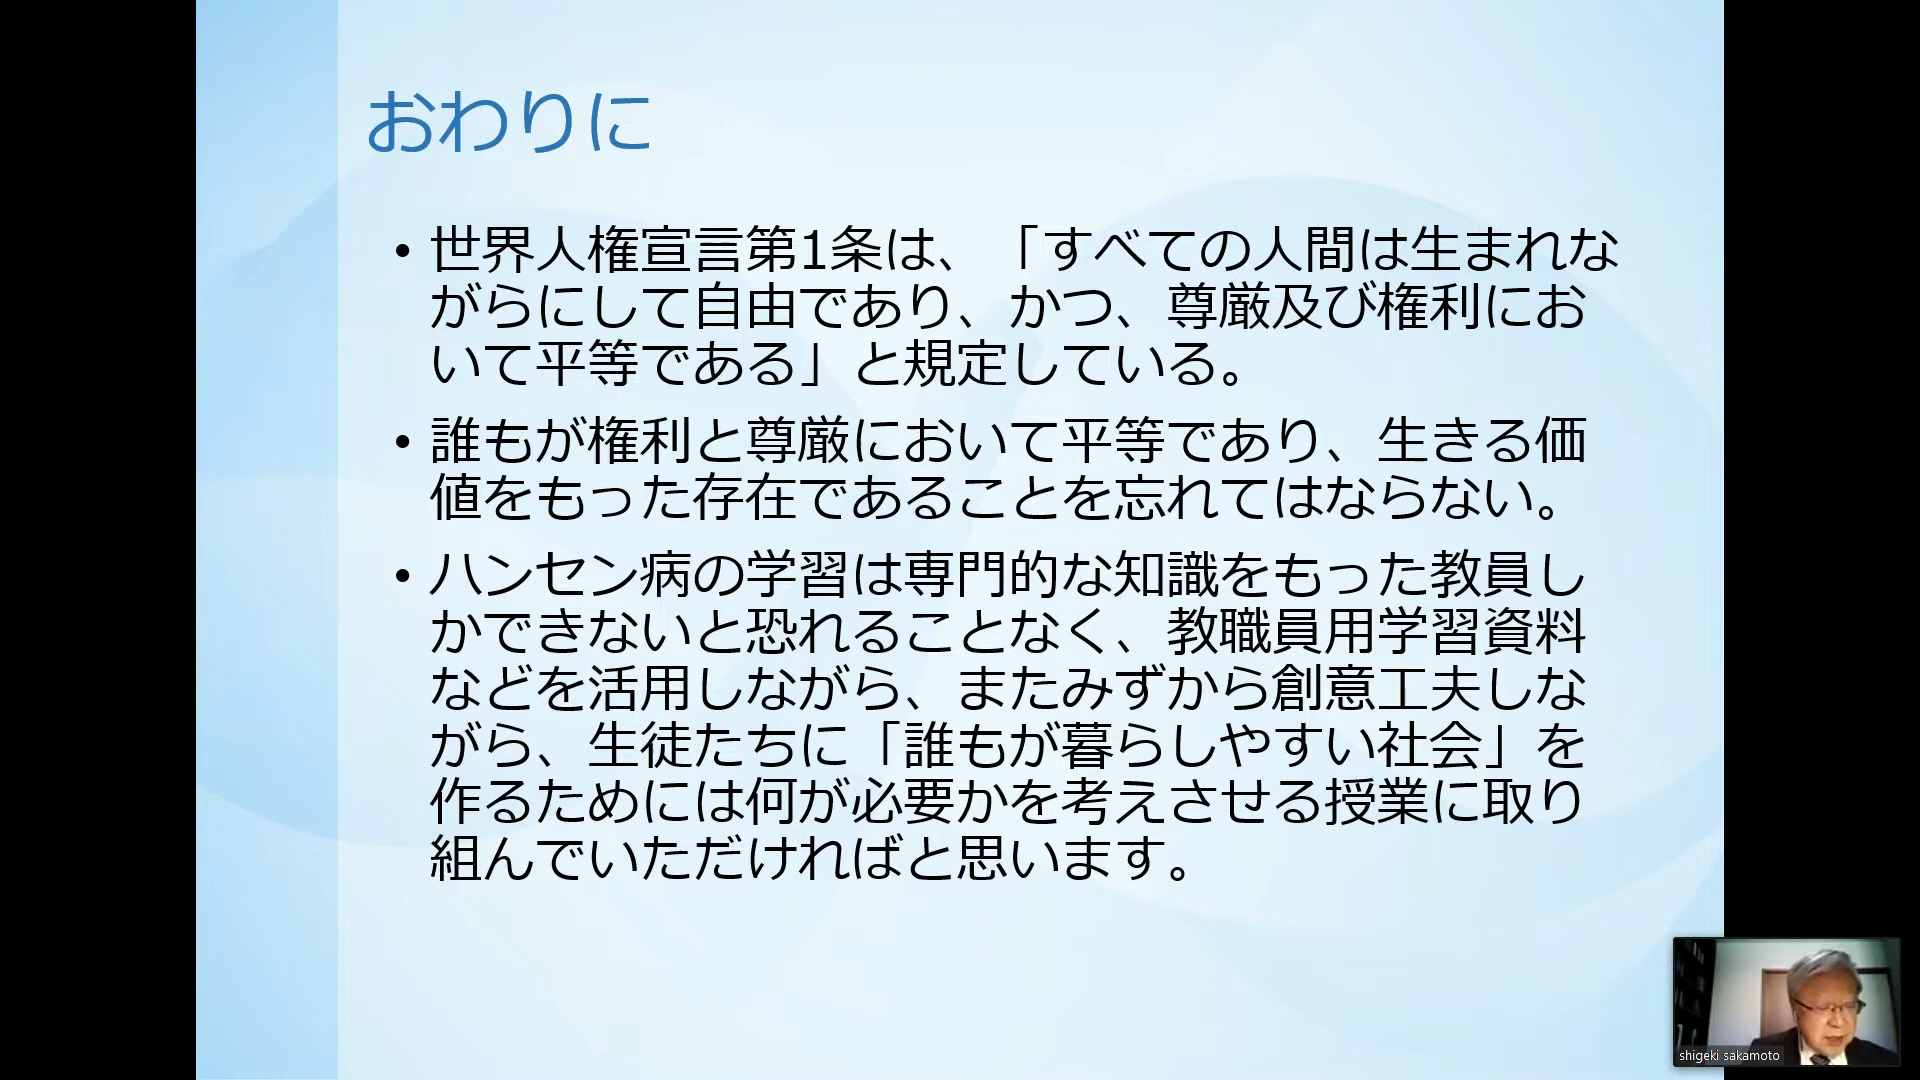 おわりに
• 世界人権宣言第1条は、「すべての人間は生まれな
がらにして自由であり、かつ、尊厳及び権利にお
いて平等である」と規定している。
• 誰もが権利と尊厳において平等であり、生きる価
値をもった存在であることを忘れてはならない。
• ハンセン病の学習は専門的な知識をもった教員し
かできないと恐れることなく、教職員用学習資料
などを活用しながら、またみずから創意工夫しな
がら、生徒たちに「誰もが暮らしやすい社会」を
作るためには何が必要かを考えさせる授業に取り
組んでいただければと思います。
shigeki sakamoto